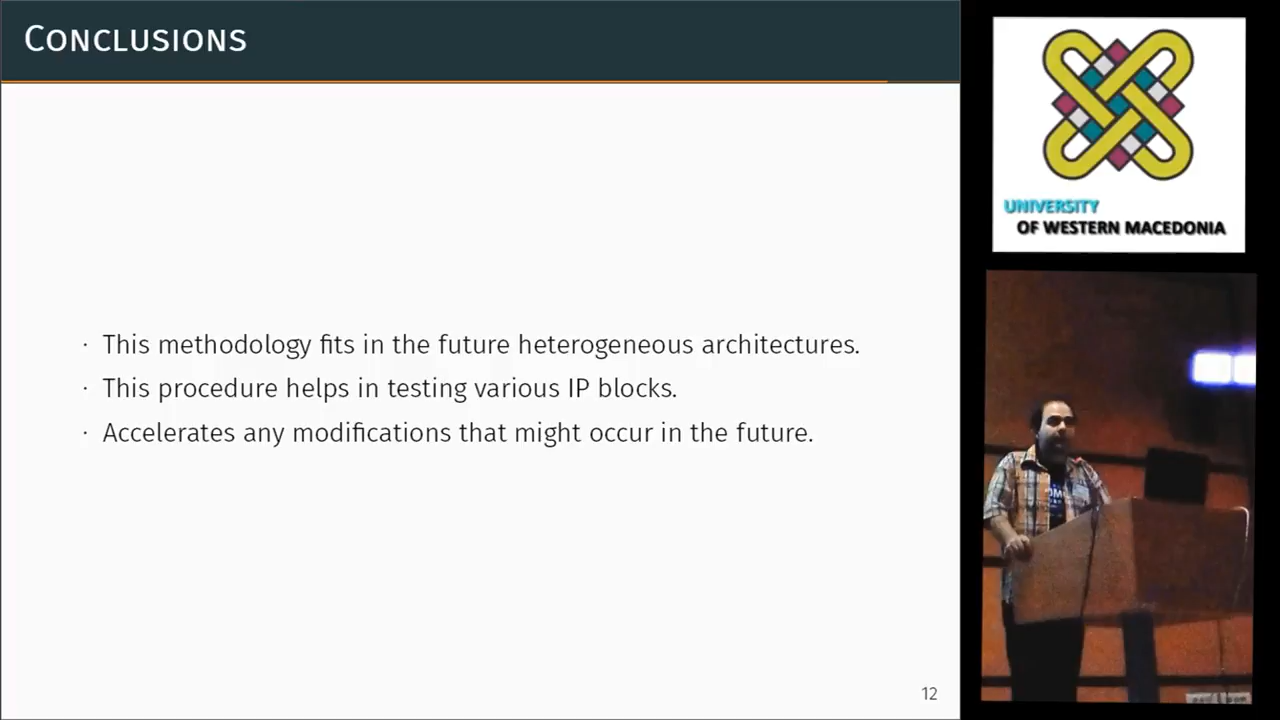 CONCLUSIONS
· This methodology fits in the future heterogeneous architectures.
· This procedure helps in testing various IP blocks.
· Accelerates any modifications that might occur in the future.
12
UNIVERSITY
OF WESTERN MACEDONIA